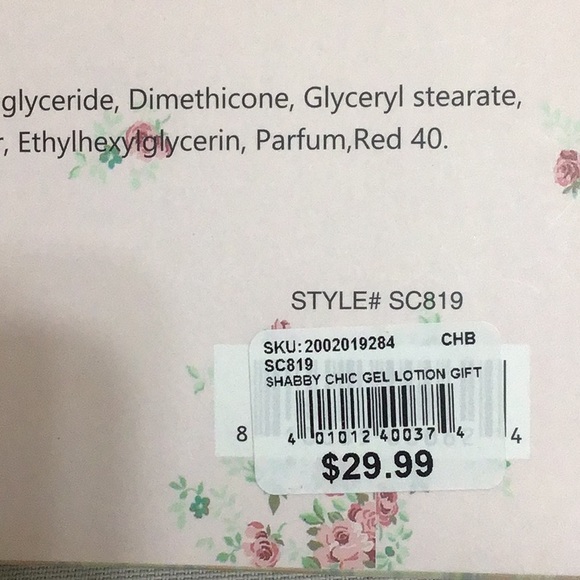 glyceride, Dimethicone, Glyceryl stearate,
, Ethylhexylglycerin, Parfum,Red 40.
STYLE# SC819
SKU:2002019284 CHB
SC819
SHABBY CHIC GEL LOTION GIFT
8 4 01012 40037 4 4
$29.99